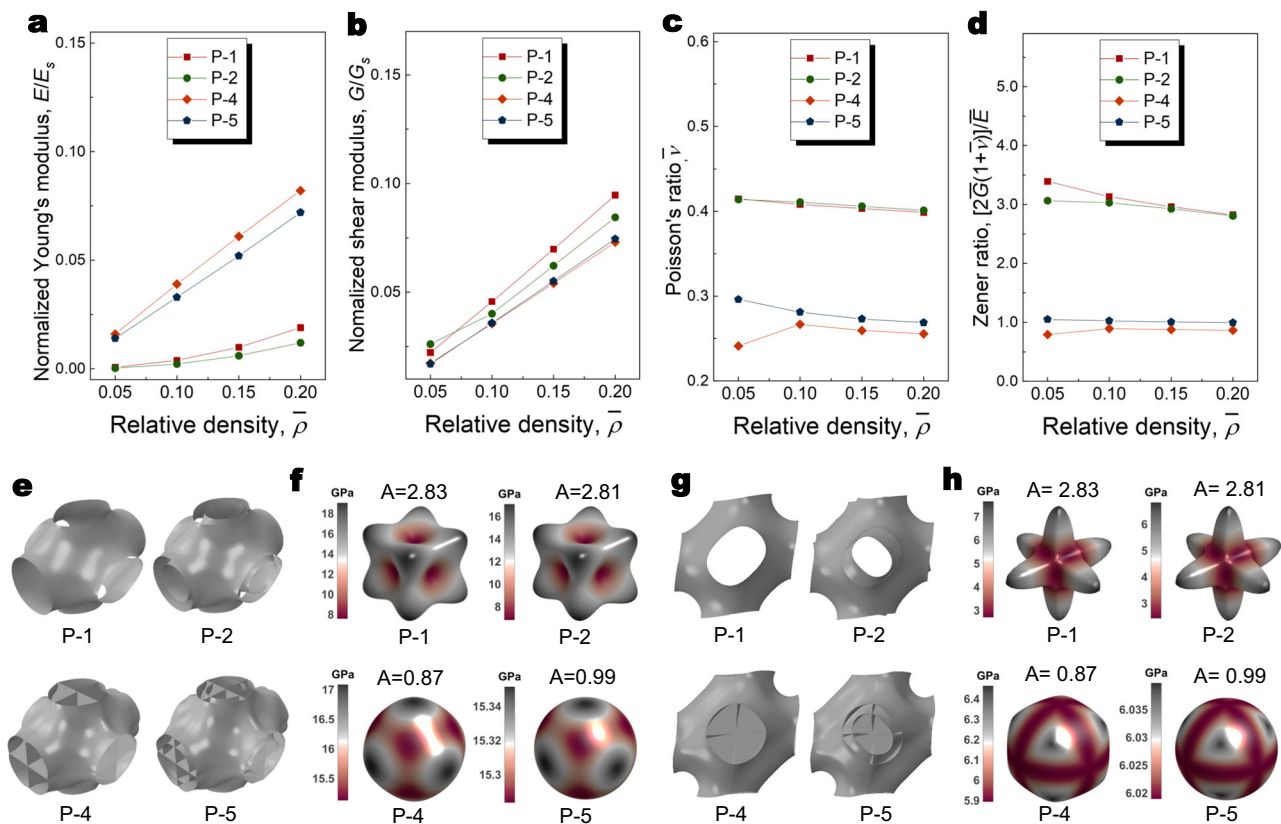 a
0.15
0.10
0.05
0.00
Normalized Young's modulus, E/Es
P-1
P-2
P-4
P-5
0.05 0.10 0.15 0.20
Relative density, ρ̅
b
0.15
0.10
0.05
Nomalized shear modulus, G/Gs
P-1
P-2
P-4
P-5
0.05 0.10 0.15 0.20
Relative density, ρ̅
c
0.6
0.5
0.4
0.3
0.2
Poisson's ratio, ν̅
P-1
P-2
P-4
P-5
0.05 0.10 0.15 0.20
Relative density, ρ̅
d
5.0
4.0
3.0
2.0
1.0
0.0
Zener ratio, [2G̅(1+ν̅)]/E̅
P-1
P-2
P-4
P-5
0.05 0.10 0.15 0.20
Relative density, ρ̅
e
P-1 P-2
P-4 P-5
f
GPa
18
16
14
12
10
8
A=2.83
P-1
GPa
16
14
12
10
8
A=2.81
P-2
GPa
17
16.5
16
15.5
A=0.87
P-4
GPa
15.34
15.32
15.3
A=0.99
P-5
g
P-1 P-2
P-4 P-5
h
GPa
7
6
5
4
3
A= 2.83
P-1
GPa
6
5
4
3
A= 2.81
P-2
GPa
6.4
6.3
6.2
6.1
6
5.9
A= 0.87
P-4
GPa
6.035
6.03
6.025
6.02
A= 0.99
P-5